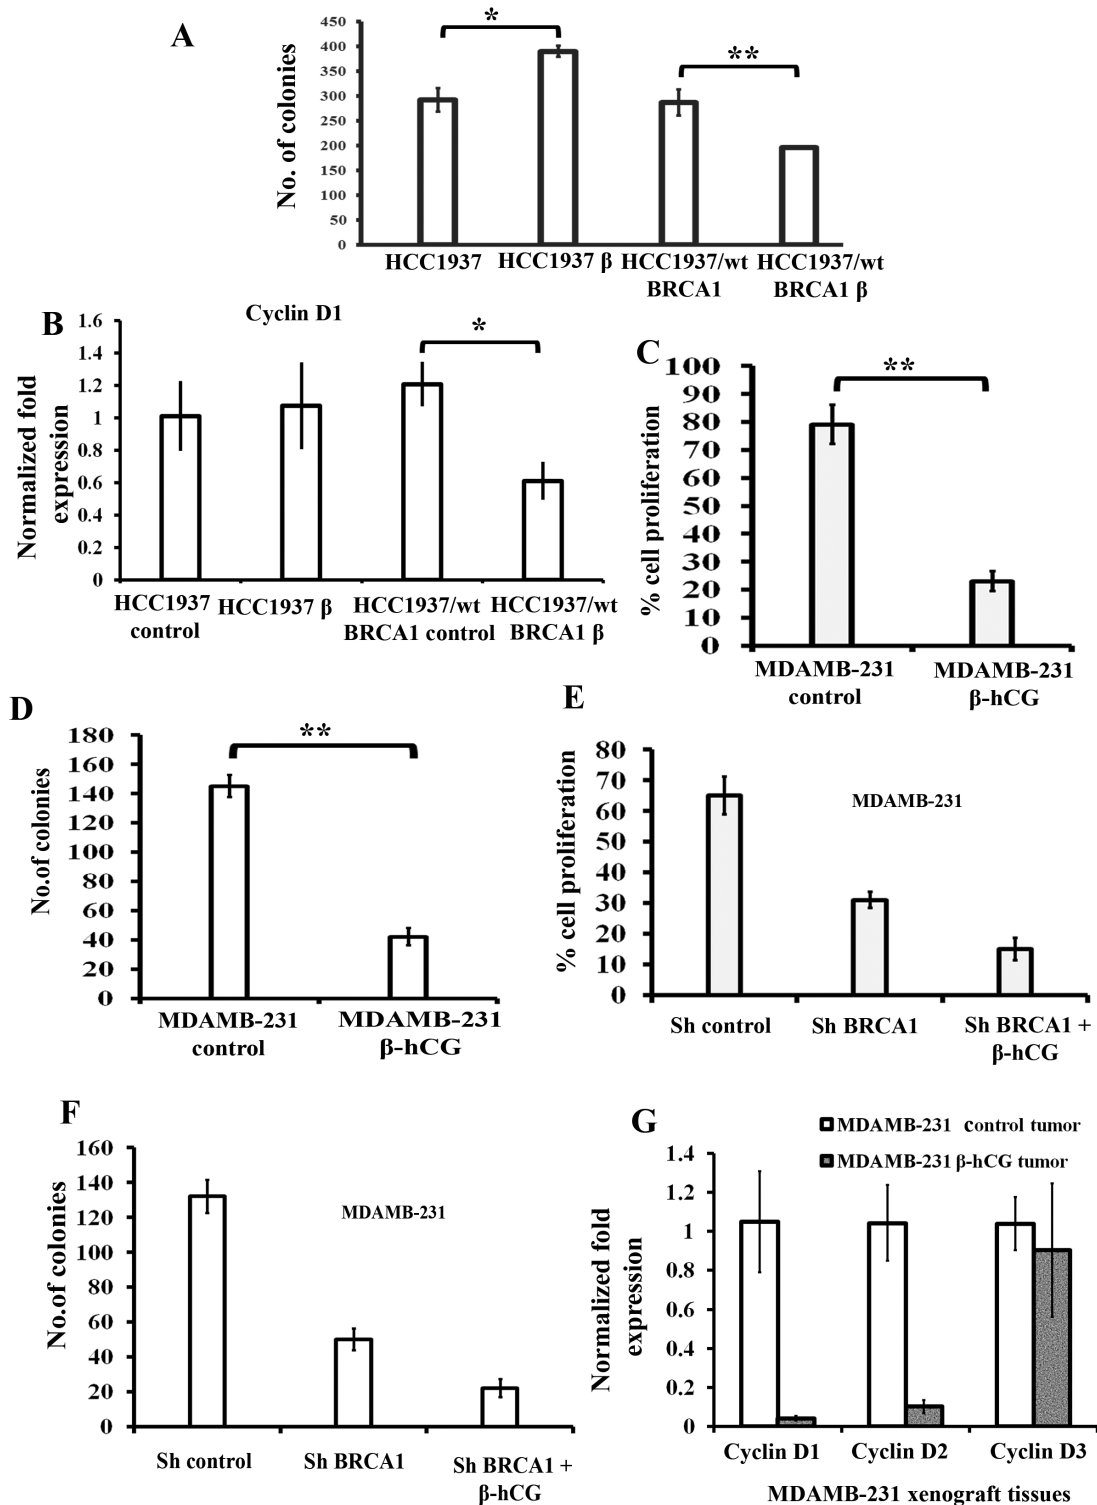 A
No. of colonies
450
400
350
300
250
200
150
100
50
0
*
**
HCC1937
HCC1937 β
HCC1937/wt
BRCA1
HCC1937/wt
BRCA1 β
B
Cyclin D1
Normalized fold
expression
1.6
1.4
1.2
1
0.8
0.6
0.4
0.2
0
*
HCC1937
control
HCC1937 β
HCC1937/wt
BRCA1 control
HCC1937/wt
BRCA1 β
C
% cell proliferation
100
90
80
70
60
50
40
30
20
10
0
**
MDAMB-231
control
MDAMB-231
β-hCG
D
No.of colonies
180
160
140
120
100
80
60
40
20
0
**
MDAMB-231
control
MDAMB-231
β-hCG
E
% cell proliferation
80
70
60
50
40
30
20
10
0
MDAMB-231
Sh control
Sh BRCA1
Sh BRCA1 +
β-hCG
F
No.of colonies
160
140
120
100
80
60
40
20
0
MDAMB-231
Sh control
Sh BRCA1
Sh BRCA1 +
β-hCG
G
MDAMB-231 control tumor
MDAMB-231 β-hCG tumor
Normalized fold
expression
1.4
1.2
1
0.8
0.6
0.4
0.2
0
Cyclin D1
Cyclin D2
Cyclin D3
MDAMB-231 xenograft tissues